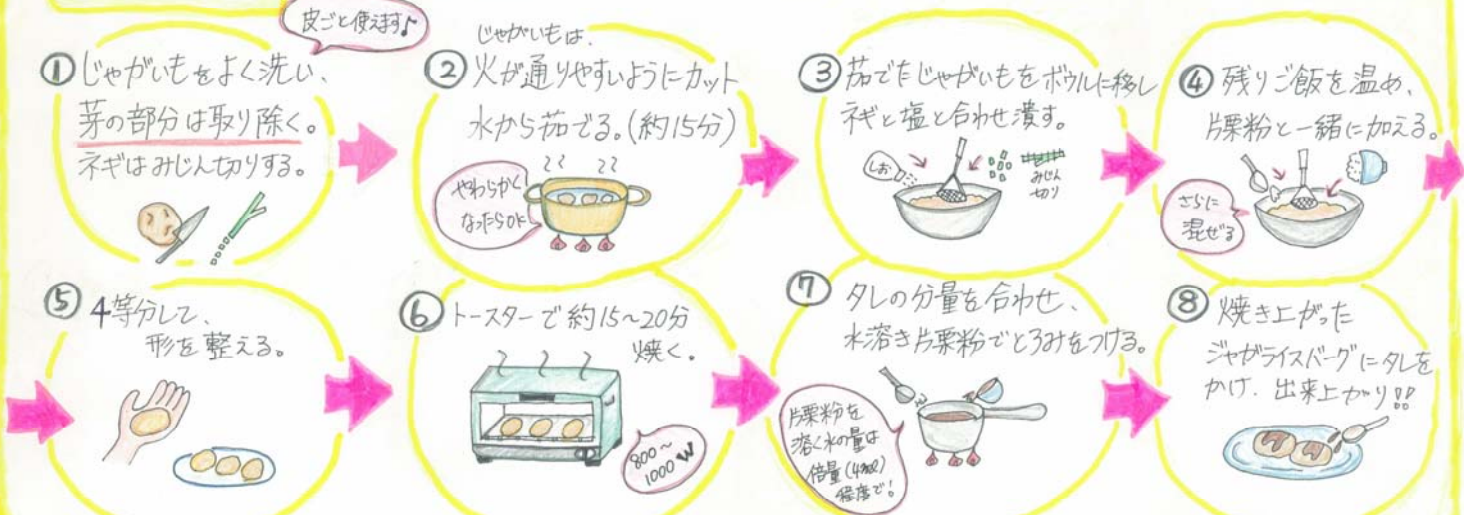 皮ごと使えます♪
① じゃがいもをよく洗い、
芽の部分は取り除く。
ネギはみじん切りする。
じゃがいもは、
② 火が通りやすいようにカット
水から茹でる。(約15分)
やわらかく
なったらOK
③ 茹でたじゃがいもをボウルに移し
ネギと塩と合わせ潰す。
しお
みじん
切り
④ 残りご飯を温め、
片栗粉と一緒に加える。
さらに
混ぜる
⑤ 4等分して、
形を整える。
⑥ トースターで約15~20分
焼く。
800~
1000W
⑦ タレの分量を合わせ、
水溶き片栗粉でとろみをつける。
片栗粉を
溶く水の量は
倍量(4
程度で!
⑧ 焼き上がった
ジャガライスバーグにタレを
かけ、出来上がり!!